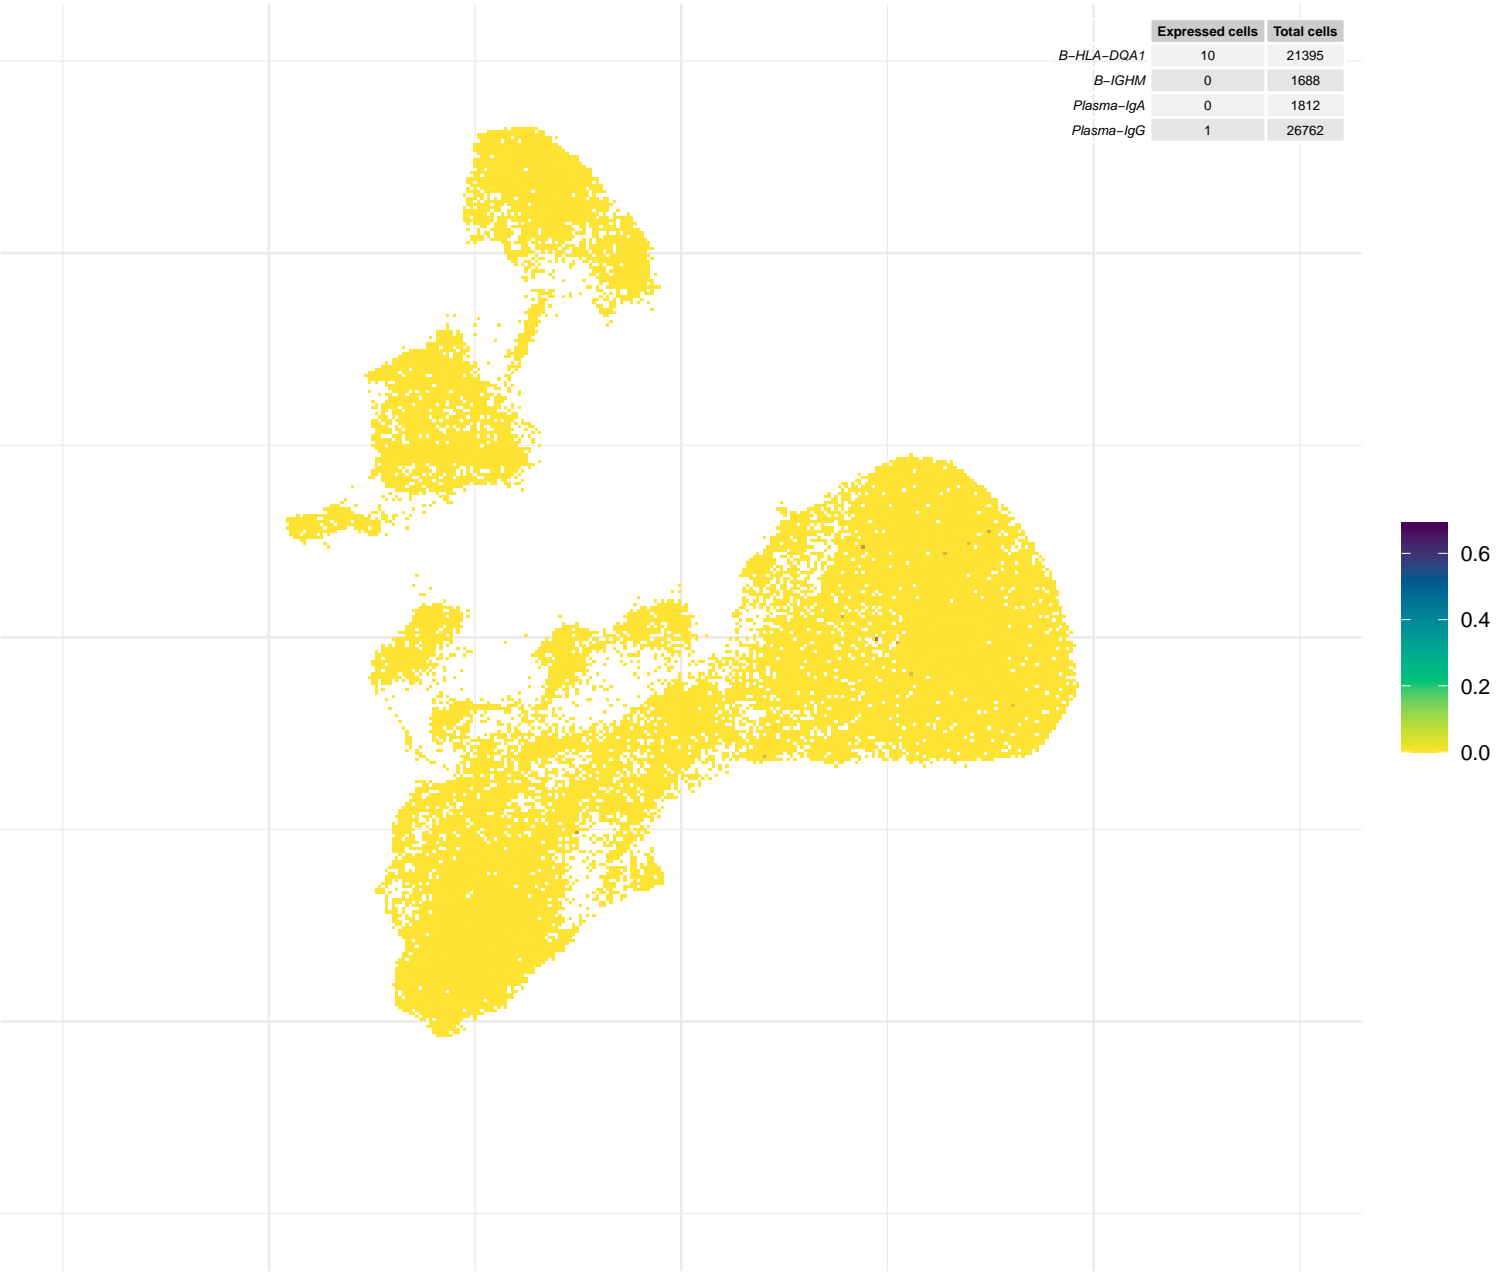 Expressed cells Total cells
B−HLA−DQA1 10 21395
B−IGHM 0 1688
Plasma−IgA 0 1812
Plasma−IgG 1 26762
0.6
0.4
0.2
0.0